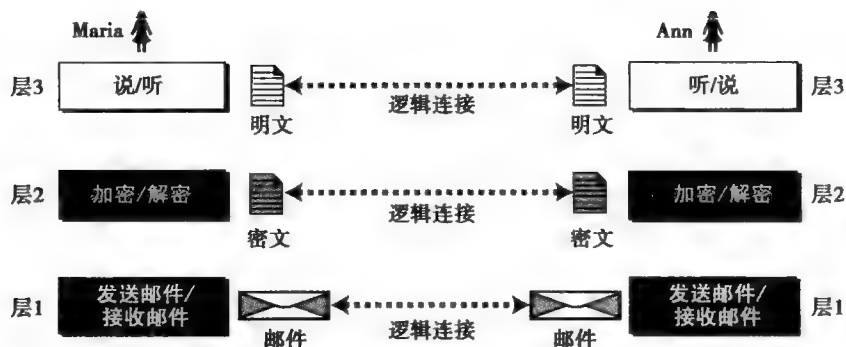 Maria Ann
层3 说/听 听/说 层3
逻辑连接
明文 明文
层2 加密/解密 加密/解密 层2
逻辑连接
密文 密文
层1 发送邮件/ 发送邮件/ 层1
接收邮件 接收邮件
逻辑连接
邮件 邮件